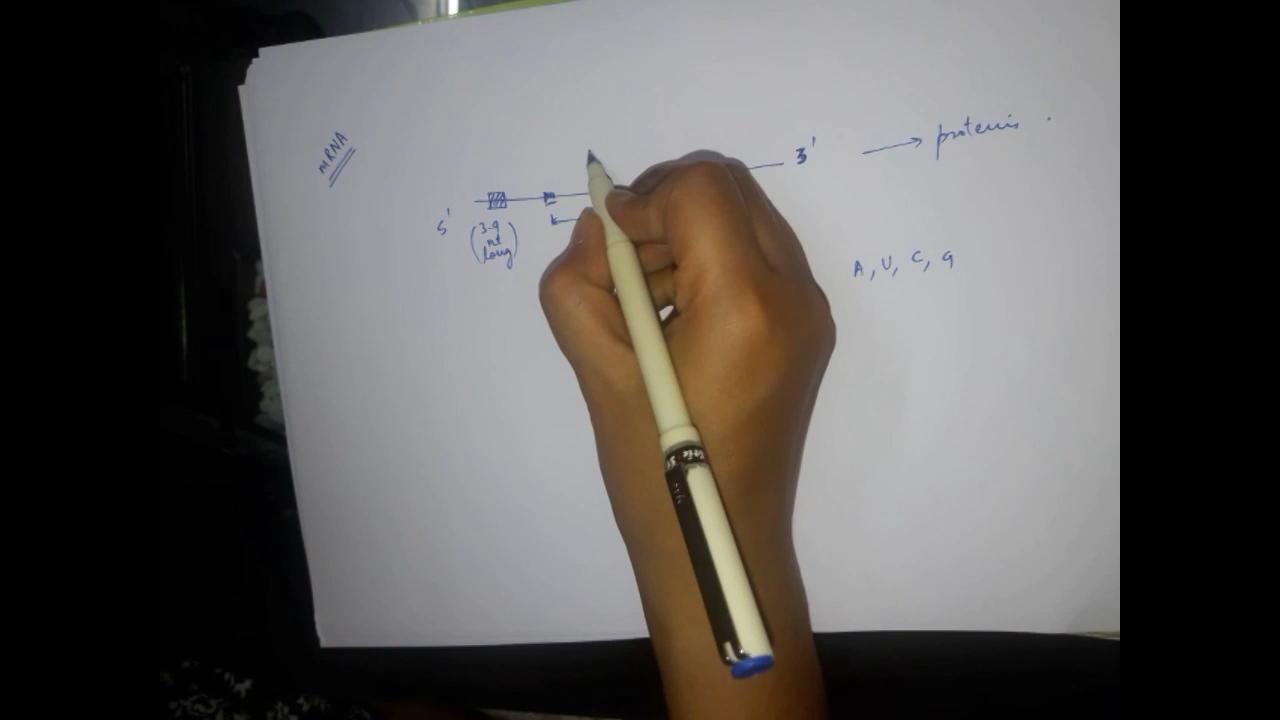 mRNA
3'
proteins
5'
(3-9
nt
long)
A, U, C, G